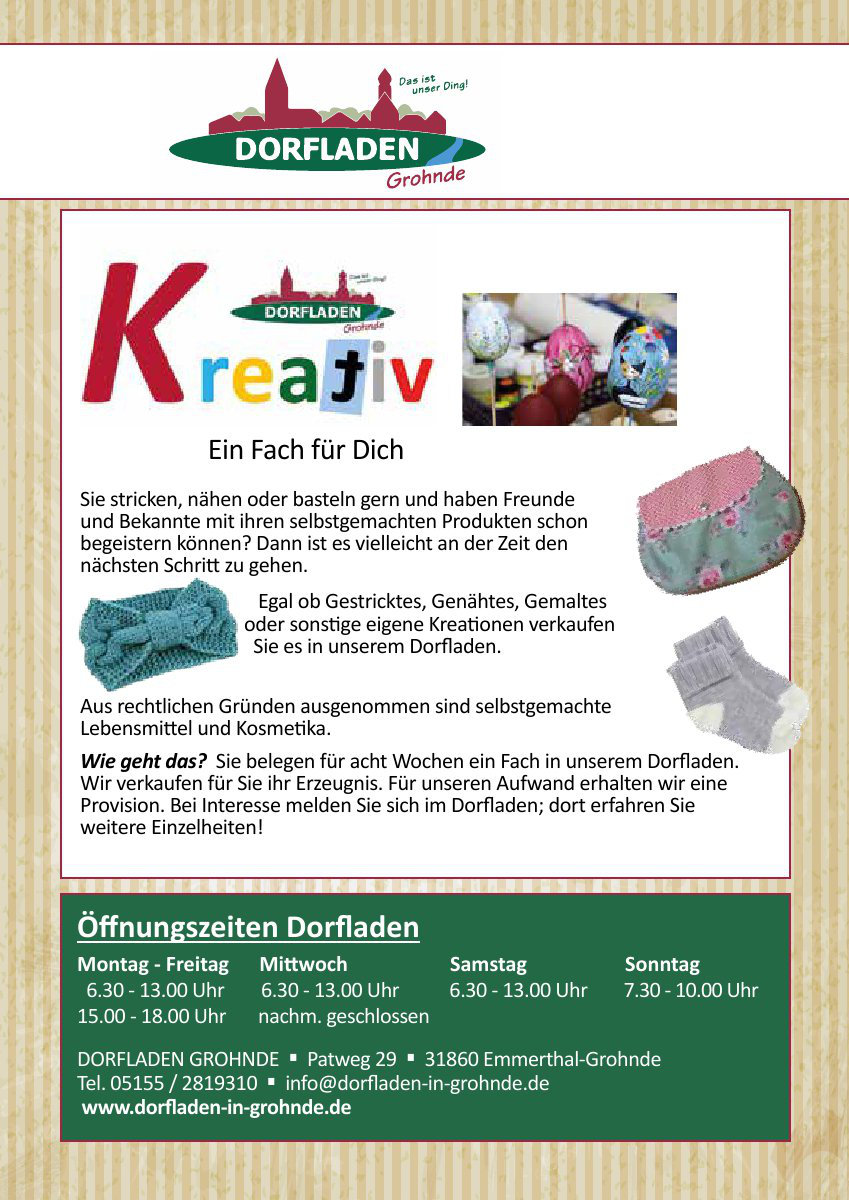 Das ist
unser Ding!
DORFLADEN
Grohnde
Das ist
unser Ding!
DORFLADEN
Grohnde
Kreativ
Ein Fach für Dich
Sie stricken, nähen oder basteln gern und haben Freunde
und Bekannte mit ihren selbstgemachten Produkten schon
begeistern können? Dann ist es vielleicht an der Zeit den
nächsten Schritt zu gehen.
Egal ob Gestricktes, Genähtes, Gemaltes
oder sonstige eigene Kreationen verkaufen
Sie es in unserem Dorfladen.
Aus rechtlichen Gründen ausgenommen sind selbstgemachte
Lebensmittel und Kosmetika.
Wie geht das? Sie belegen für acht Wochen ein Fach in unserem Dorfladen.
Wir verkaufen für Sie ihr Erzeugnis. Für unseren Aufwand erhalten wir eine
Provision. Bei Interesse melden Sie sich im Dorfladen; dort erfahren Sie
weitere Einzelheiten!
Öffnungszeiten Dorfladen
Montag - Freitag Mittwoch Samstag Sonntag
6.30 - 13.00 Uhr 6.30 - 13.00 Uhr 6.30 - 13.00 Uhr 7.30 - 10.00 Uhr
15.00 - 18.00 Uhr nachm. geschlossen
DORFLADEN GROHNDE ▪ Patweg 29 ▪ 31860 Emmerthal-Grohnde
Tel. 05155 / 2819310 ▪ info@dorfladen-in-grohnde.de
www.dorfladen-in-grohnde.de